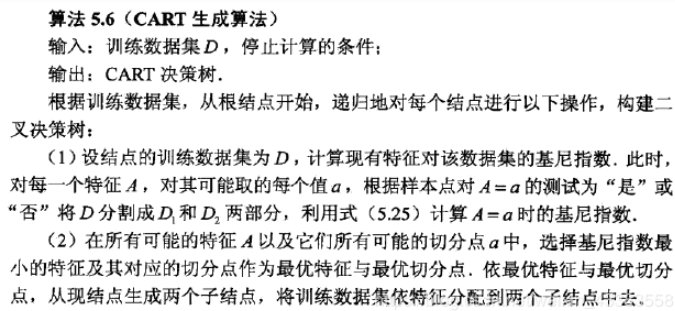 算法 5.6（CART 生成算法）
输入：训练数据集 D，停止计算的条件；
输出：CART 决策树．
根据训练数据集，从根结点开始，递归地对每个结点进行以下操作，构建二
叉决策树：
（1）设结点的训练数据集为 D，计算现有特征对该数据集的基尼指数．此时，
对每一个特征 A，对其可能取的每个值 a，根据样本点对 A = a 的测试为“是”或
“否”将 D 分割成 D₁ 和 D₂ 两部分，利用式（5.25）计算 A = a 时的基尼指数．
（2）在所有可能的特征 A 以及它们所有可能的切分点 a 中，选择基尼指数最
小的特征及其对应的切分点作为最优特征与最优切分点．依最优特征与最优切分
点，从现结点生成两个子结点，将训练数据集依特征分配到两个子结点中去．